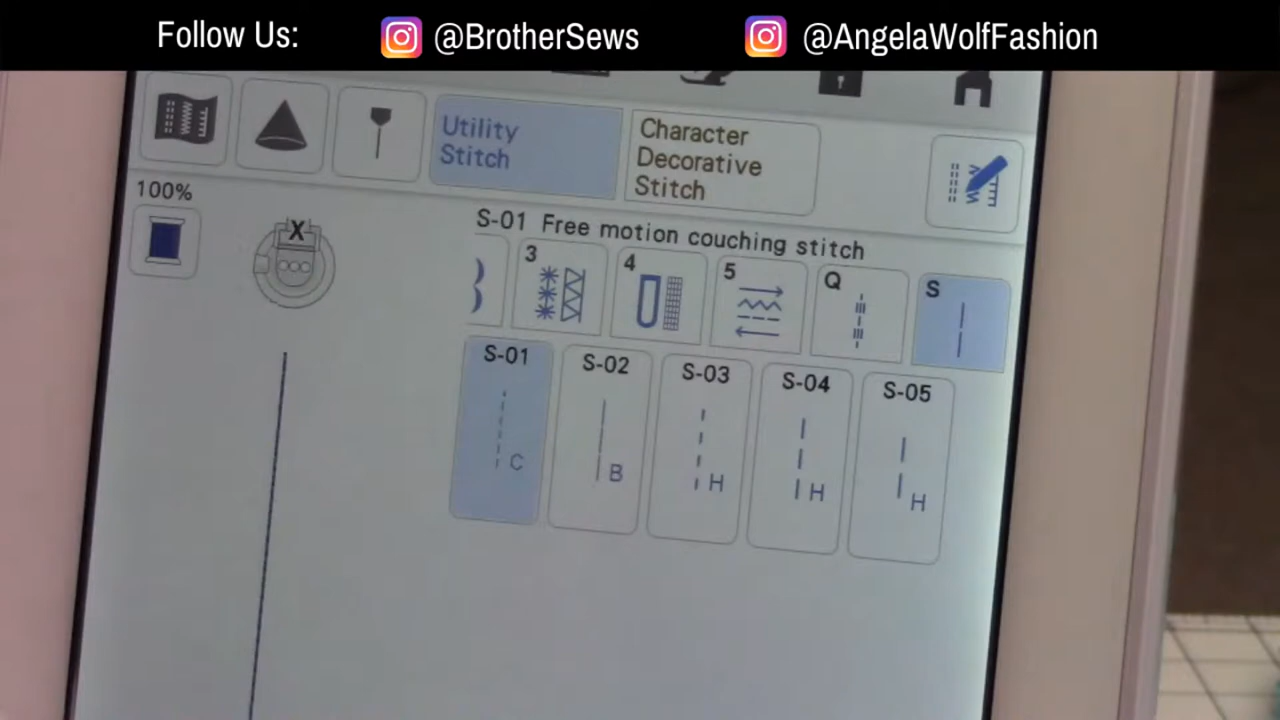 Follow Us: @BrotherSews @AngelaWolfFashion
Utility
Stitch
Character
Decorative
Stitch
100%
X
S-01 Free motion couching stitch
3
4
5
Q
S
S-01
S-02
S-03
S-04
S-05
C
B
H
H
H